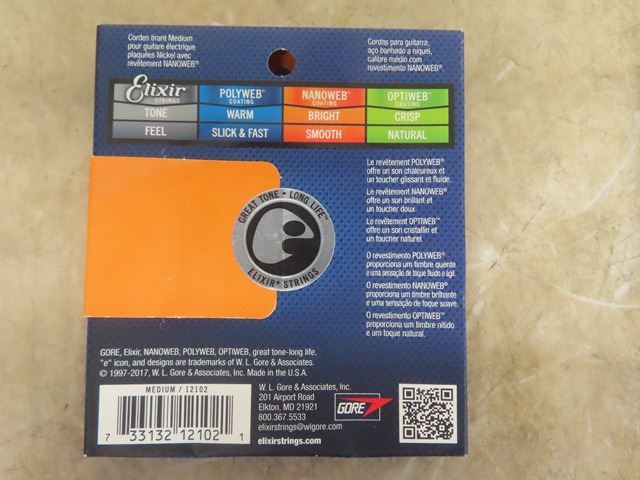 Cordes tirant Medium
pour guitare électrique
plaquées Nickel avec
revêtement NANOWEB®.
Cordas para guitarra,
aço banhado a níquel,
calibre médio com
revestimento NANOWEB®.
Elixir STRINGS
POLYWEB® COATING
NANOWEB® COATING
OPTIWEB™ COATING
TONE WARM BRIGHT CRISP
FEEL SLICK & FAST SMOOTH NATURAL
Le revêtement POLYWEB®
offre un son chaleureux et
un toucher glissant et fluide.
Le revêtement NANOWEB®
offre un son brillant et
un toucher doux.
Le revêtement OPTIWEB™
offre un son cristallin et
un toucher naturel.
GREAT TONE • LONG LIFE™
e
ELIXIR® STRINGS
O revestimento POLYWEB®
proporciona um timbre quente
e uma sensação de toque fluido e ágil.
O revestimento NANOWEB®
proporciona um timbre brilhante
e uma sensação de toque suave.
O revestimento OPTIWEB™
proporciona um timbre nítido
e um toque natural.
GORE, Elixir, NANOWEB, POLYWEB, OPTIWEB, great tone-long life,
"e" icon, and designs are trademarks of W. L. Gore & Associates.
© 1997-2017, W. L. Gore & Associates, Inc. Made in the U.S.A.
MEDIUM / 12102
7 33132 12102 1
W. L. Gore & Associates, Inc.
201 Airport Road
Elkton, MD 21921
800.367.5533
elixirstrings@wlgore.com
elixirstrings.com
GORE